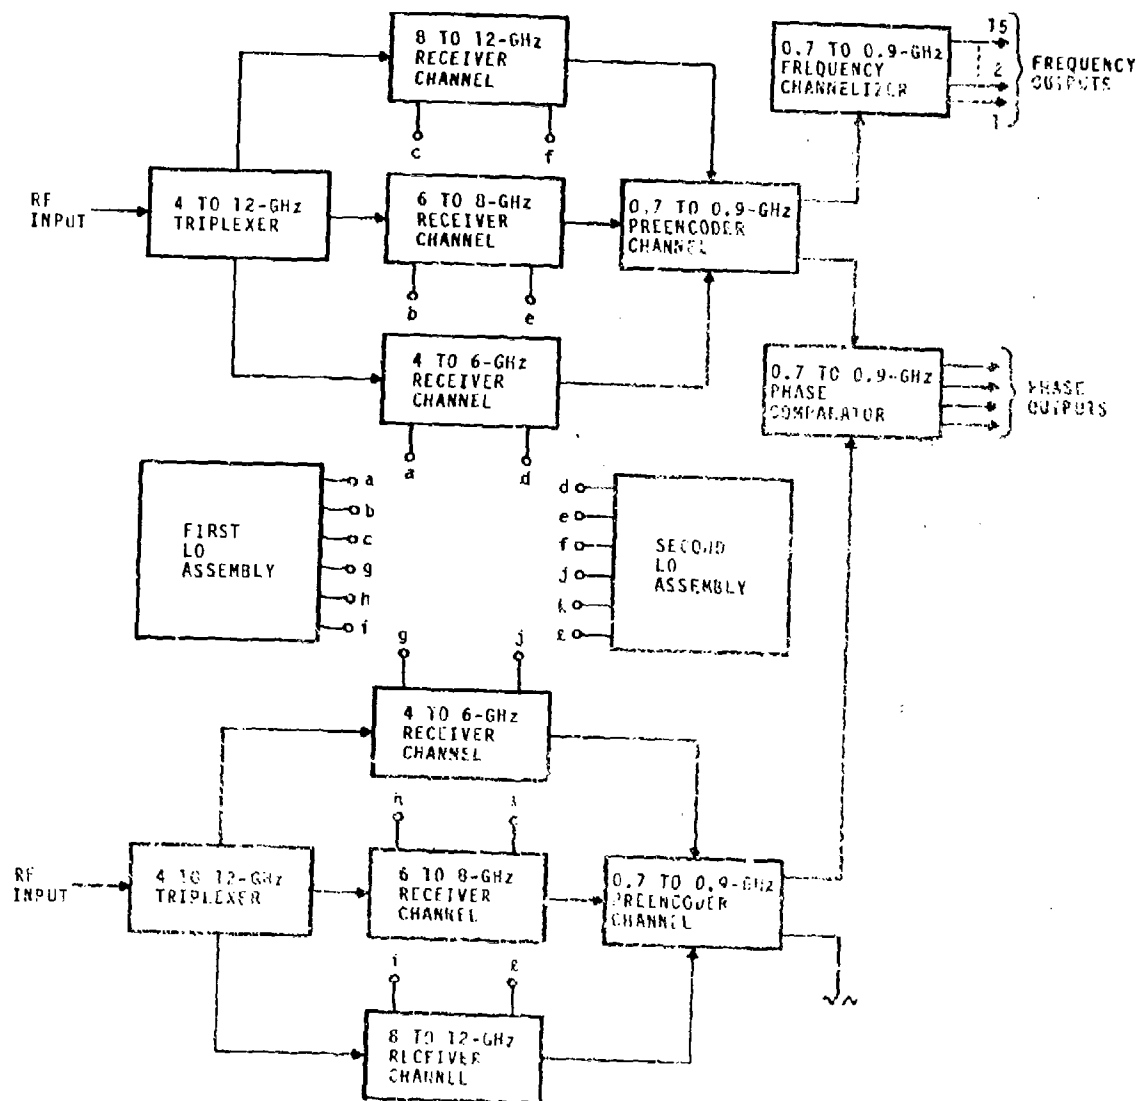 8 TO 12-GHz
RECEIVER
CHANNEL
c
f
0.7 TO 0.9-GHz
FREQUENCY
CHANNELIZER
15
2
1
FREQUENCY
OUTPUTS
RF
INPUT
4 TO 12-GHz
TRIPLEXER
6 TO 8-GHz
RECEIVER
CHANNEL
b
e
0.7 TO 0.9-GHz
PREENCODER
CHANNEL
4 TO 6-GHz
RECEIVER
CHANNEL
a
d
0.7 TO 0.9-GHz
PHASE
COMPARATOR
PHASE
OUTPUTS
FIRST
LO
ASSEMBLY
a
b
c
g
h
i
d
e
f
j
k
ℓ
SECOND
LO
ASSEMBLY
g
j
4 TO 6-GHz
RECEIVER
CHANNEL
h
k
RF
INPUT
4 TO 12-GHz
TRIPLEXER
6 TO 8-GHz
RECEIVER
CHANNEL
0.7 TO 0.9-GHz
PREENCODER
CHANNEL
i
ℓ
8 TO 12-GHz
RECEIVER
CHANNEL